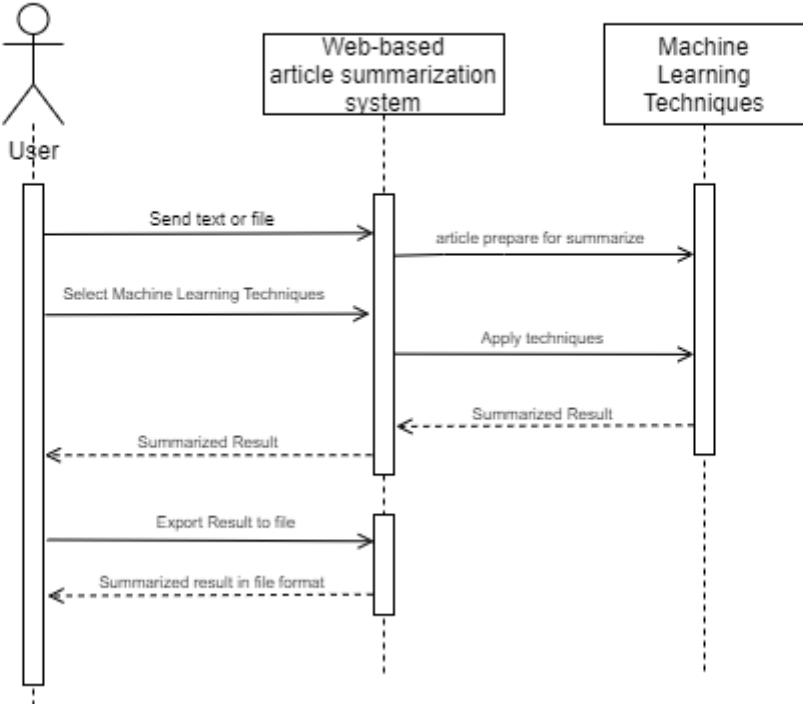 Web-based
article summarization
system
Machine
Learning
Techniques
User
Send text or file
article prepare for summarize
Select Machine Learning Techniques
Apply techniques
Summarized Result
Summarized Result
Export Result to file
Summarized result in file format